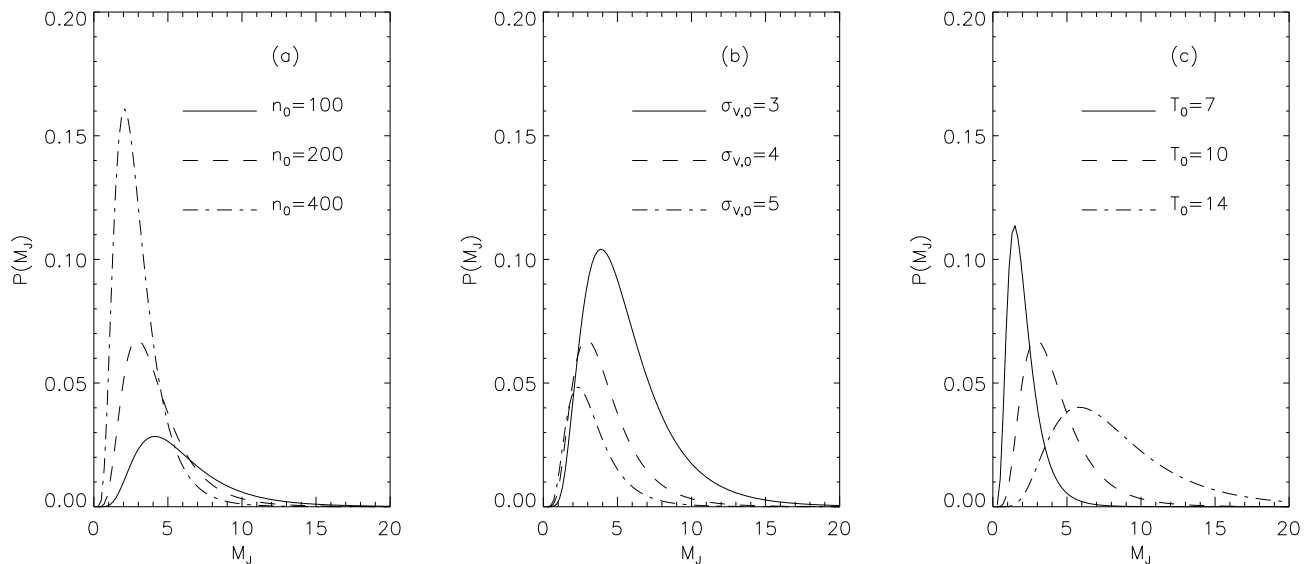 0.20
0.15
0.10
0.05
0.00
P(M_J)
0 5 10 15 20
M_J
(a)
n_0=100
n_0=200
n_0=400
0.20
0.15
0.10
0.05
0.00
P(M_J)
0 5 10 15 20
M_J
(b)
σ_{v,0}=3
σ_{v,0}=4
σ_{v,0}=5
0.20
0.15
0.10
0.05
0.00
P(M_J)
0 5 10 15 20
M_J
(c)
T_0=7
T_0=10
T_0=14